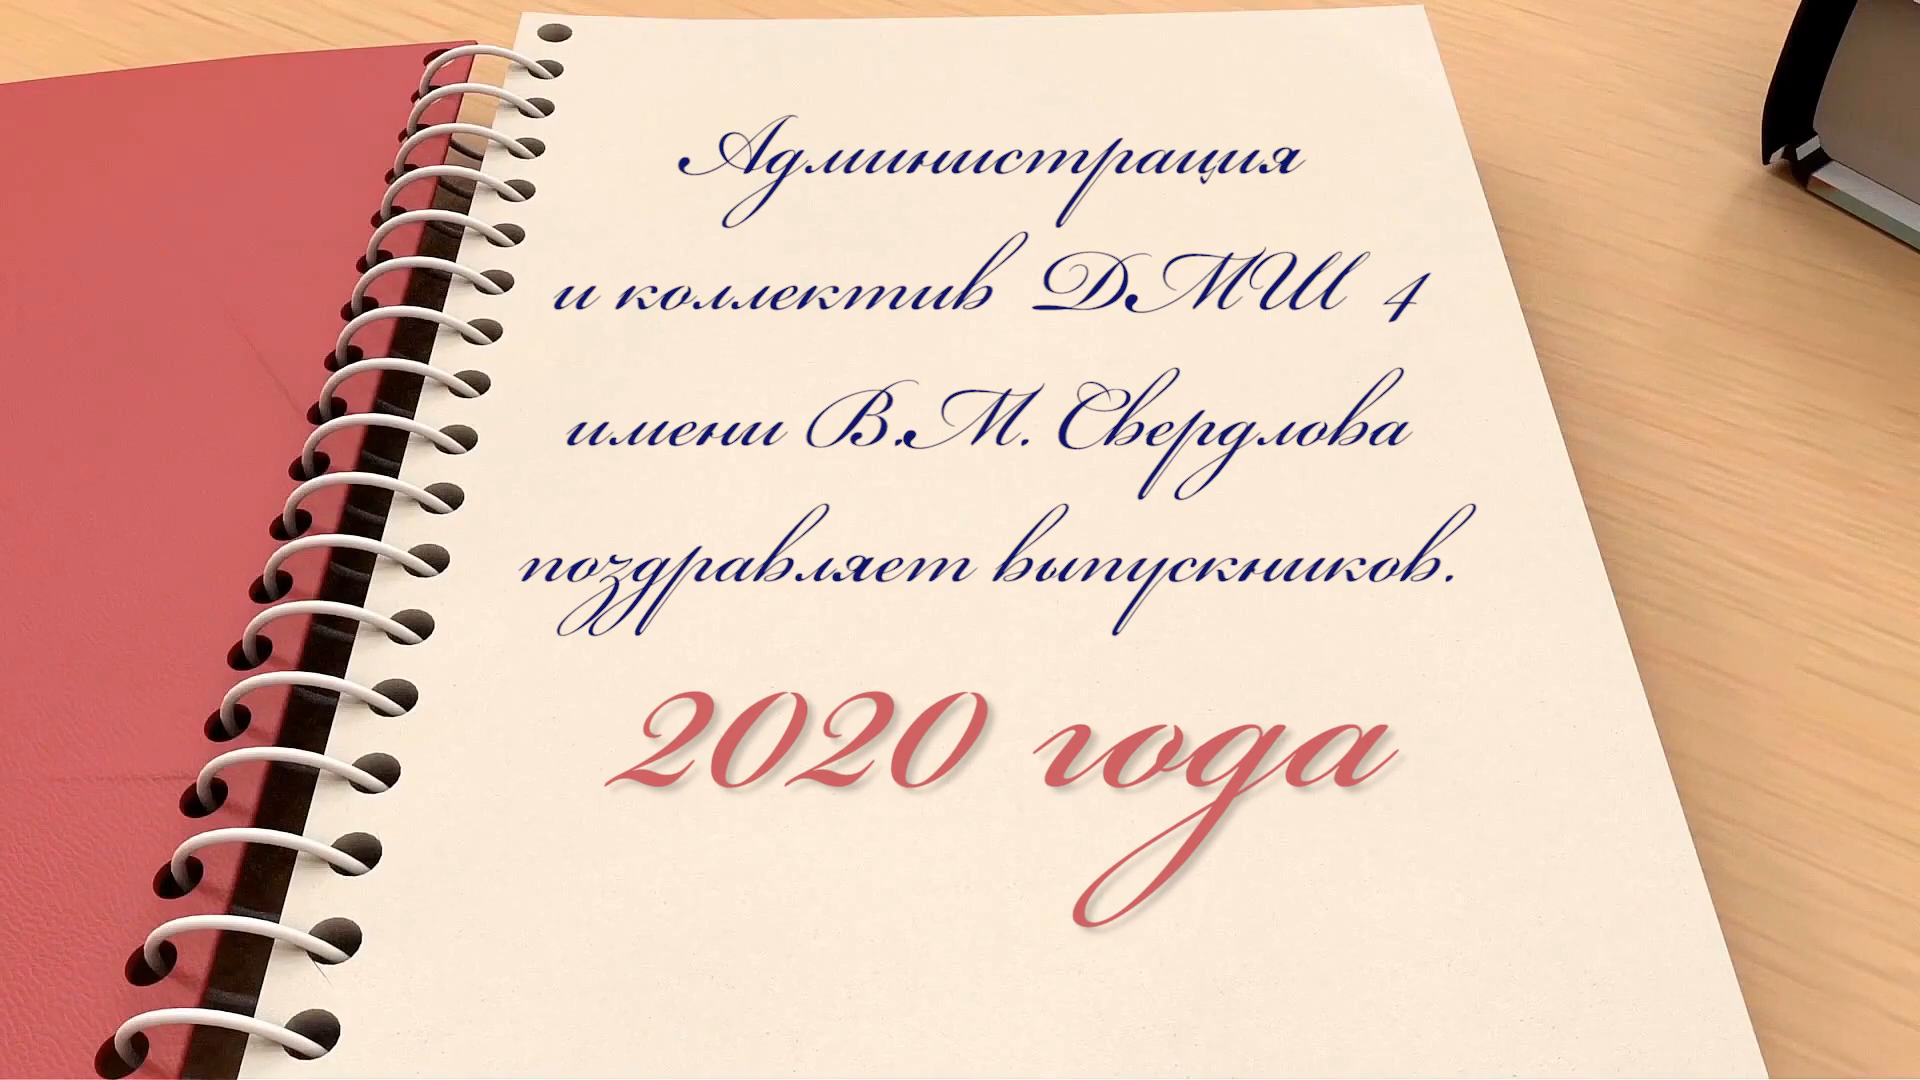 Администрация
и коллектив ДМШ 4
имени В.М. Свердлова
поздравляет выпускников.
2020 года